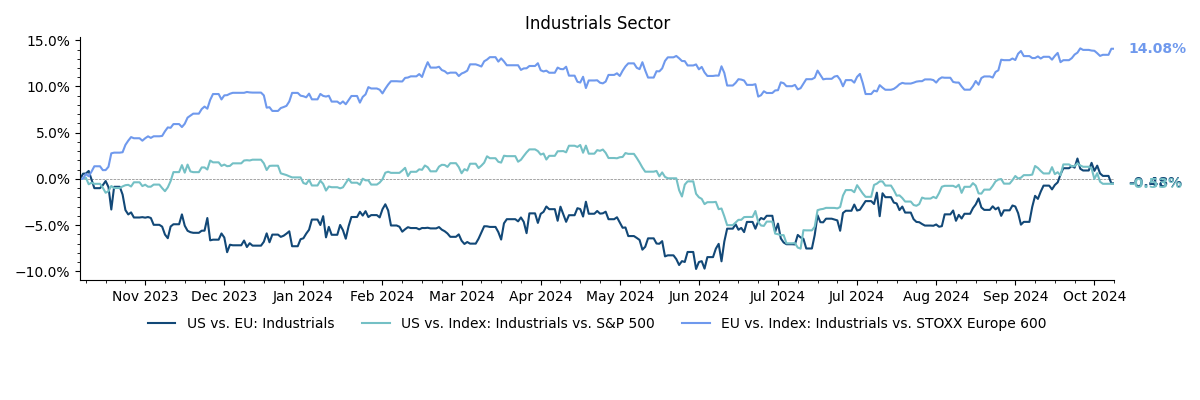 Industrials Sector
15.0%
10.0%
5.0%
0.0%
−5.0%
−10.0%
14.08%
Nov 2023 Dec 2023 Jan 2024 Feb 2024 Mar 2024 Apr 2024 May 2024 Jun 2024 Jul 2024 Jul 2024 Aug 2024 Sep 2024 Oct 2024
US vs. EU: Industrials US vs. Index: Industrials vs. S&P 500 EU vs. Index: Industrials vs. STOXX Europe 600